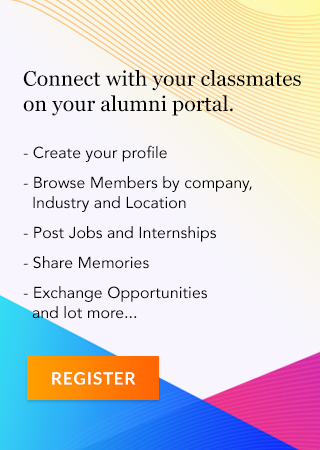 Connect with your classmates
on your alumni portal.
- Create your profile
- Browse Members by company,
Industry and Location
- Post Jobs and Internships
- Share Memories
- Exchange Opportunities
and lot more...
REGISTER